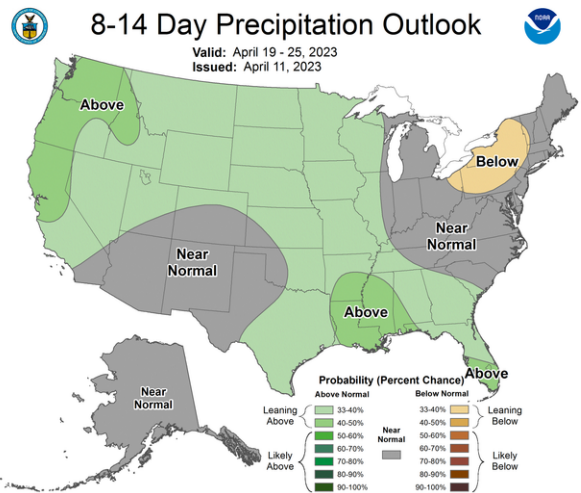 8-14 Day Precipitation Outlook
Valid: April 19 - 25, 2023
Issued: April 11, 2023
NOAA
Above
Below
Near
Normal
Near
Normal
Above
Above
Near
Normal
Probability (Percent Chance)
Above Normal
Below Normal
Leaning
Above
33-40%
40-50%
Likely
Above
50-60%
60-70%
70-80%
80-90%
90-100%
Near
Normal
33-40%
40-50%
Leaning
Below
50-60%
60-70%
70-80%
80-90%
90-100%
Likely
Below